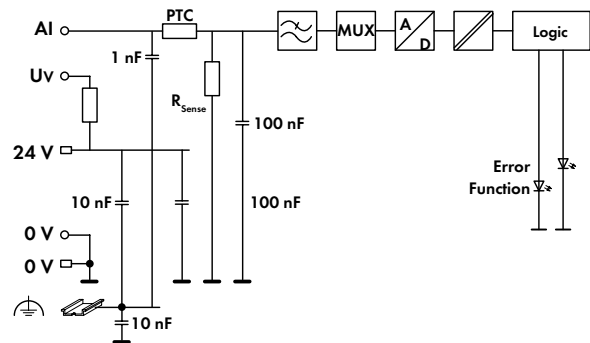 PTC
AI
1 nF
MUX
A
D
Logic
Uv
R Sense
100 nF
24 V
Error
Function
10 nF
100 nF
0 V
0 V
10 nF